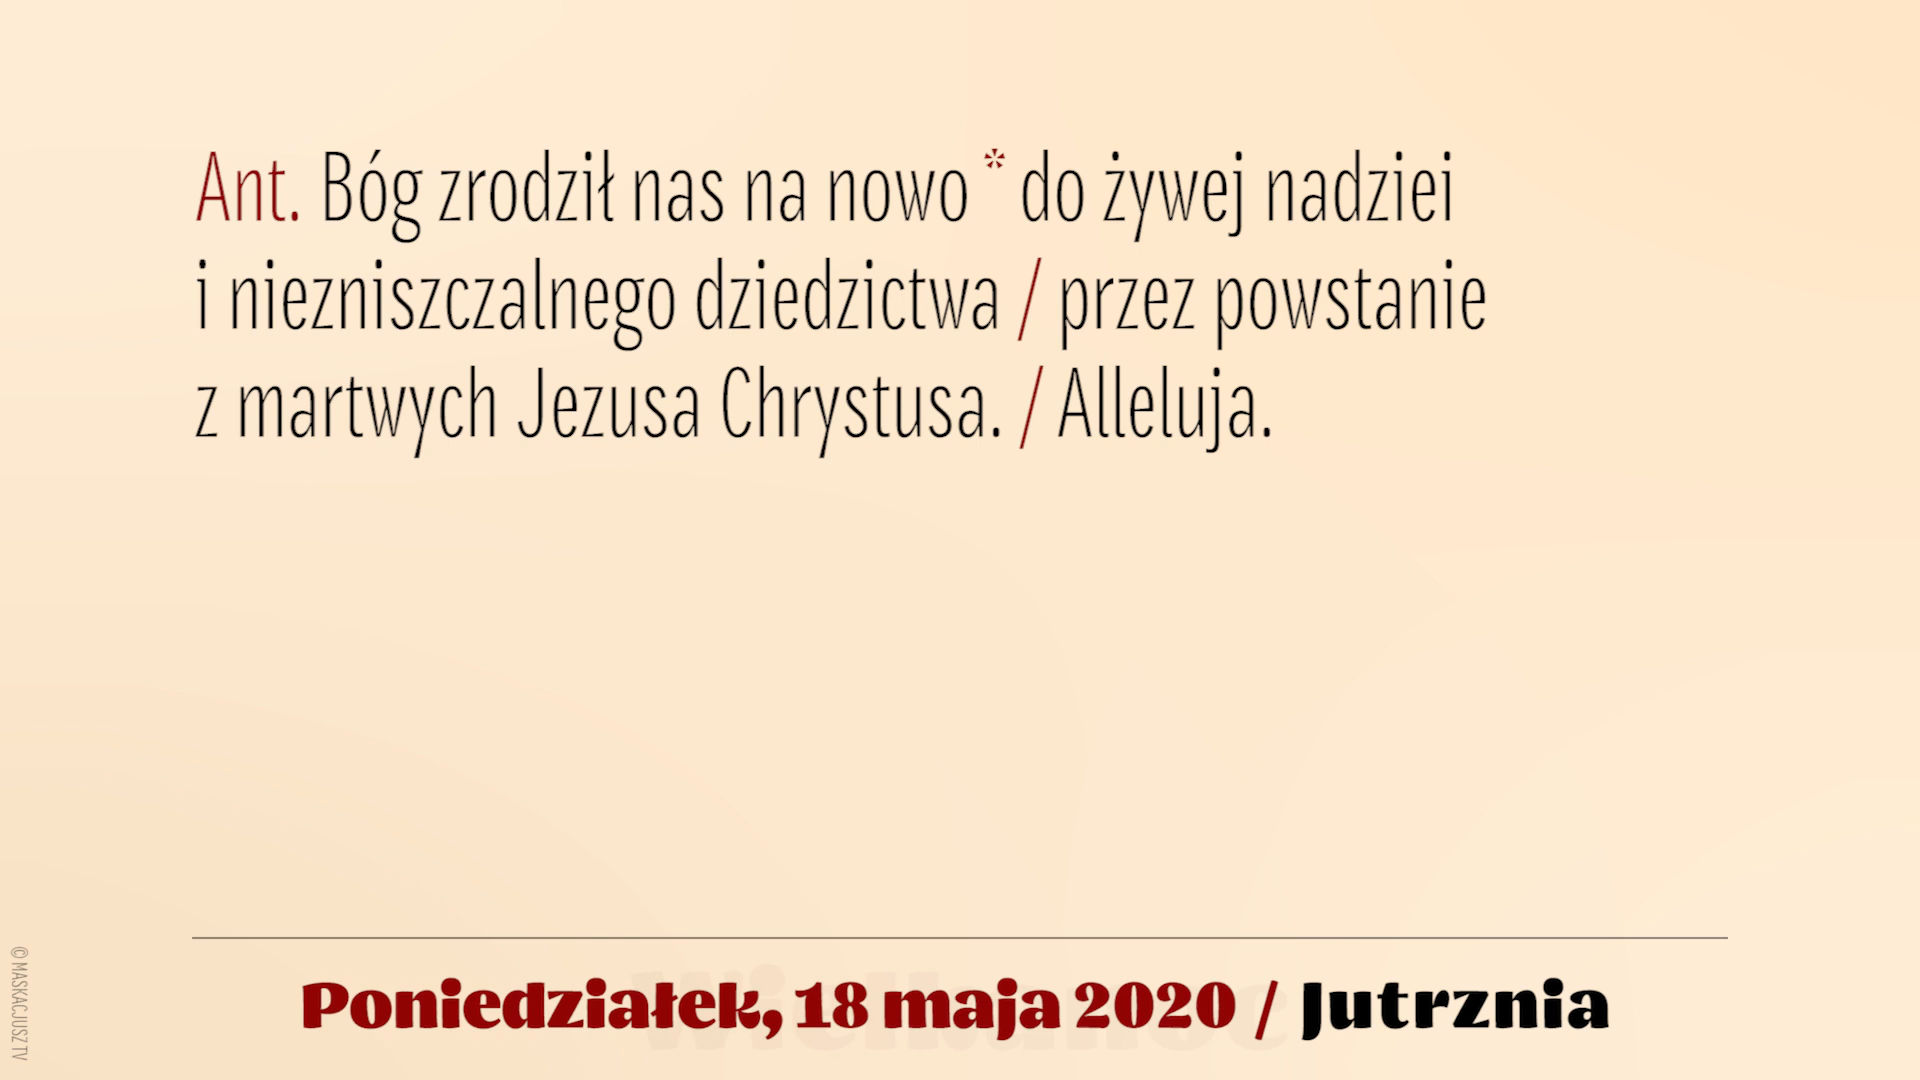 Ant. Bóg zrodził nas na nowo * do żywej nadziei
i niezniszczalnego dziedzictwa / przez powstanie
z martwych Jezusa Chrystusa. / Alleluja.
Poniedziałek, 18 maja 2020 / Jutrznia
© MASKACJUSZ TV